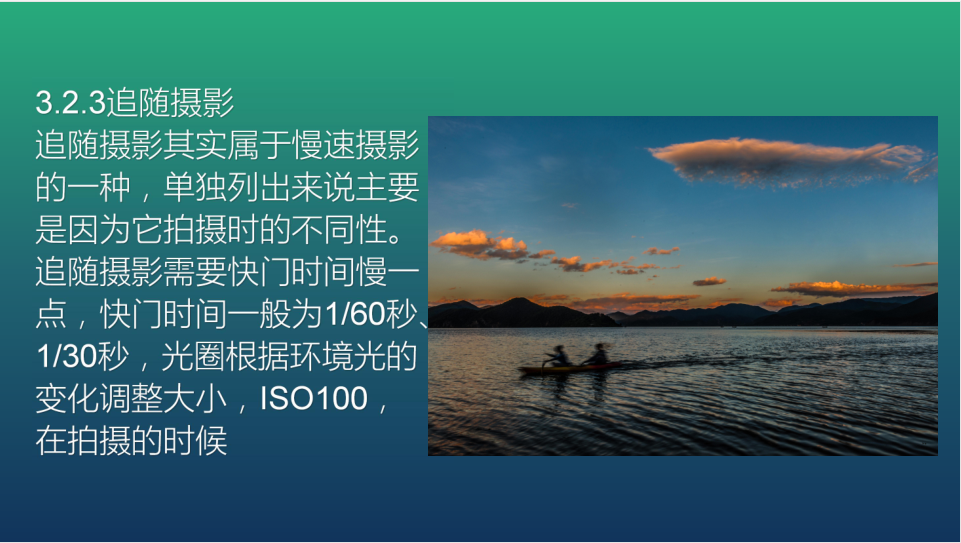 3.2.3追随摄影
追随摄影其实属于慢速摄影
的一种，单独列出来说主要
是因为它拍摄时的不同性。
追随摄影需要快门时间慢一
点，快门时间一般为1/60秒、
1/30秒，光圈根据环境光的
变化调整大小，ISO100，
在拍摄的时候